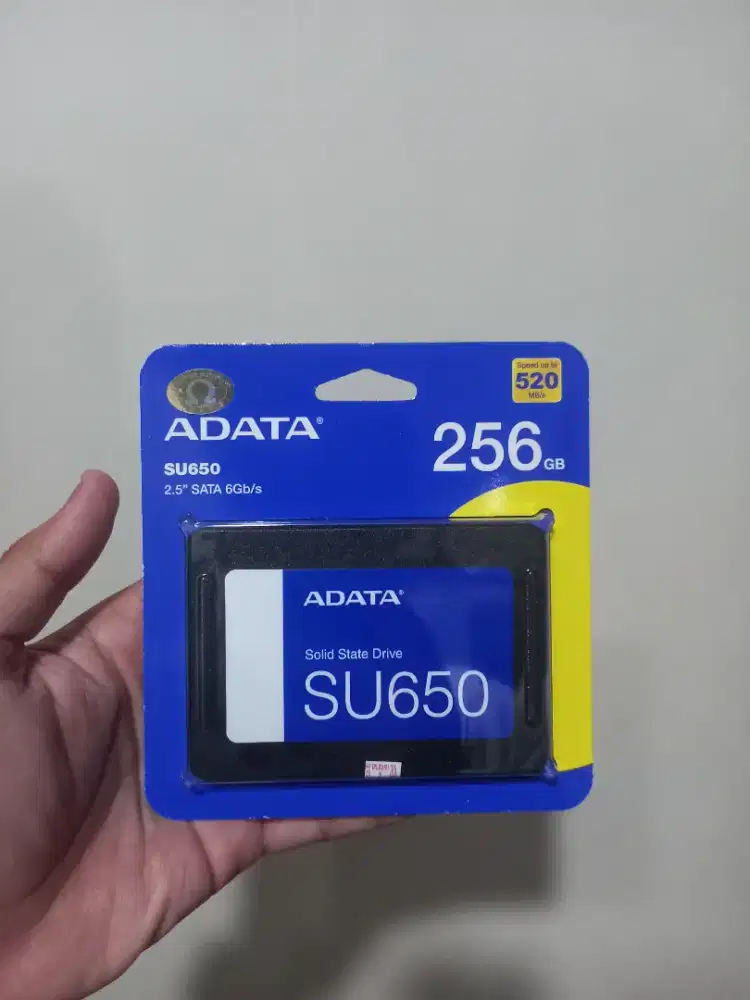 Speed up to
520
MB/s
ADATA®
SU650
2.5" SATA 6Gb/s
256GB
ADATA®
Solid State Drive
SU650